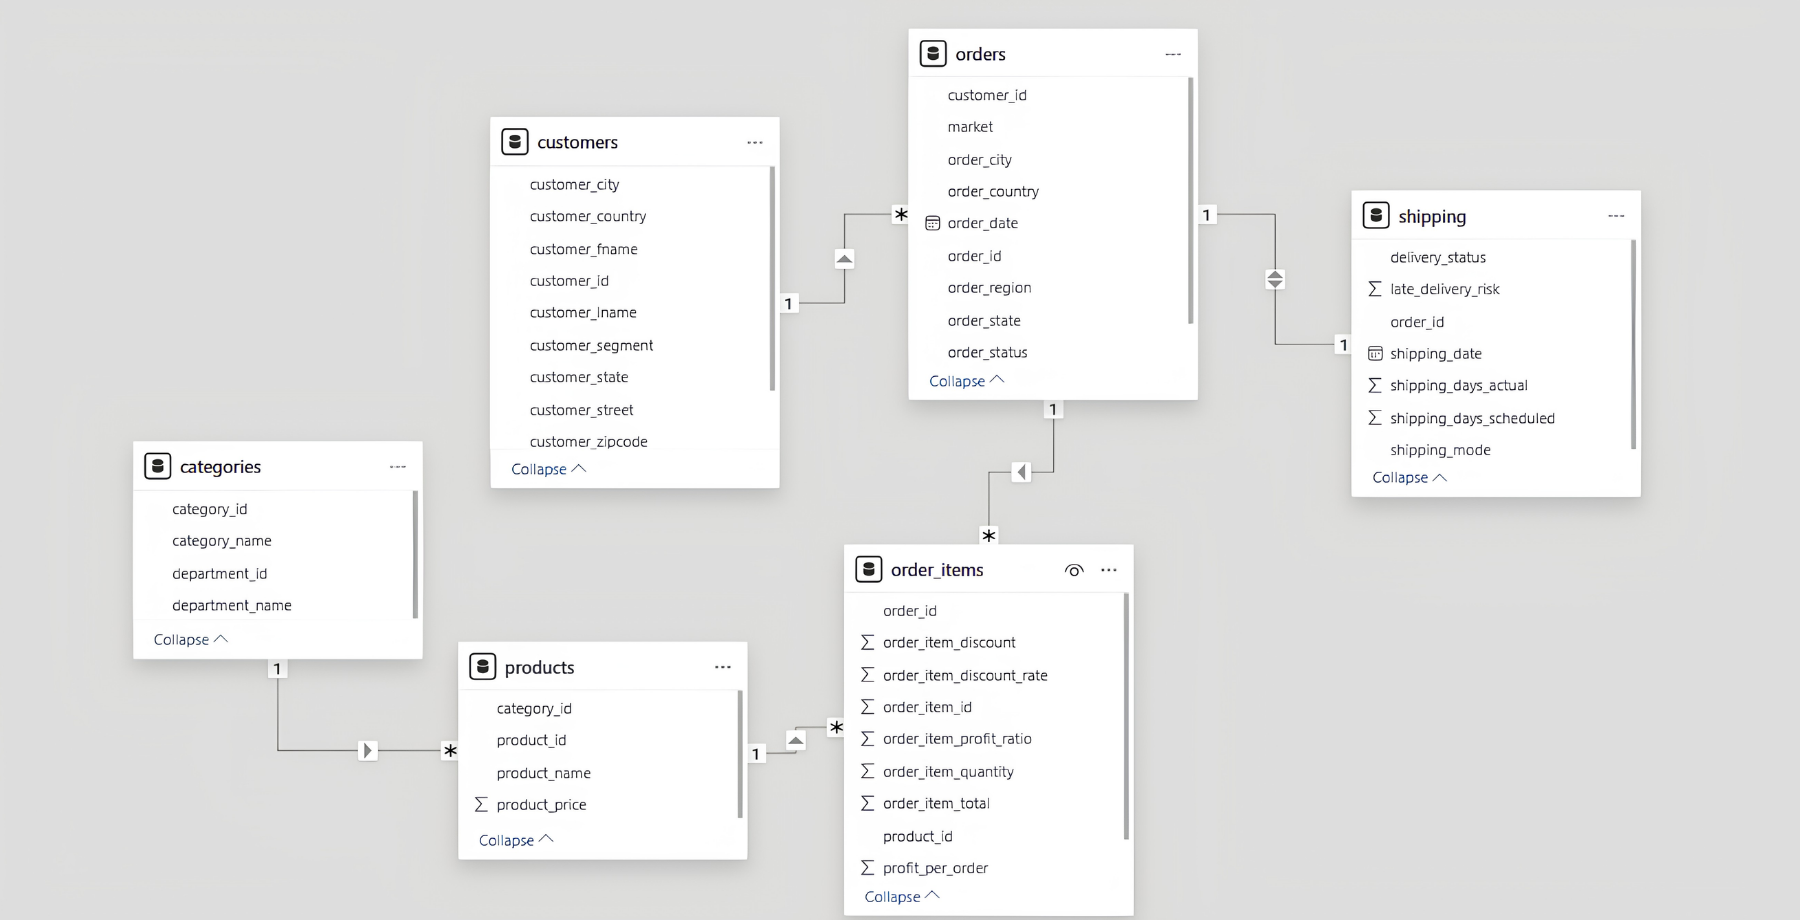 orders
customer_id
market
order_city
order_country
order_date
order_id
order_region
order_state
order_status
Collapse
customers
customer_city
customer_country
customer_fname
customer_id
customer_lname
customer_segment
customer_state
customer_street
customer_zipcode
Collapse
shipping
delivery_status
late_delivery_risk
order_id
shipping_date
shipping_days_actual
shipping_days_scheduled
shipping_mode
Collapse
categories
category_id
category_name
department_id
department_name
Collapse
products
category_id
product_id
product_name
product_price
Collapse
order_items
order_id
order_item_discount
order_item_discount_rate
order_item_id
order_item_profit_ratio
order_item_quantity
order_item_total
product_id
profit_per_order
Collapse
1
*
1
1
1
*
1
*
1
*